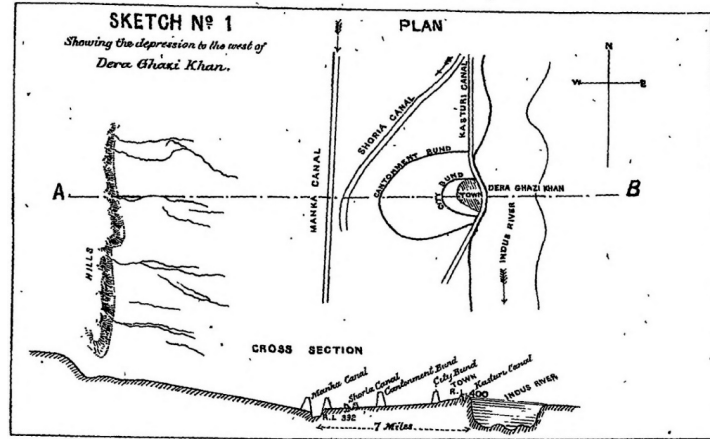 SKETCH Nº 1
Showing the depression to the west of
Dera Ghazi Khan.
PLAN
N
W
E
A
B
HILLS
MANKA CANAL
SHORIA CANAL
CANTONMENT BUND
CITY BUND
TOWN
KASTURI CANAL
DERA GHAZI KHAN
INDUS RIVER
CROSS SECTION
Manka Canal
Shoria Canal
Cantonment Bund
City Bund
TOWN
R.L 400
Kasturi Canal
INDUS RIVER
R.L 392
7 Miles